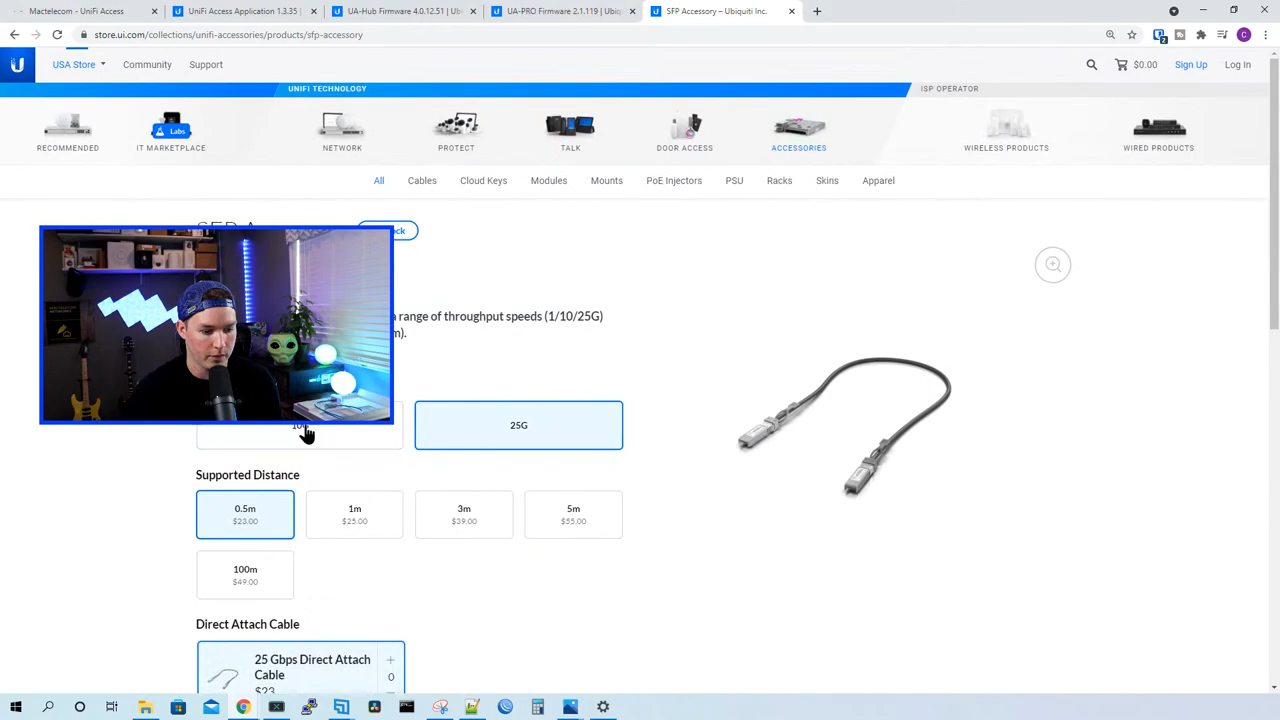 Mactelecom - UniFi Access
UniFi Access Application 1.3.35 |
UA-Hub Firmware 4.0.12.51 | Ubi
UA-PRO Firmware 2.1.119 | Ubiq
SFP Accessory – Ubiquiti Inc.
store.ui.com/collections/unifi-accessories/products/sfp-accessory
2
C
USA Store
Community
Support
$0.00
Sign Up
Log In
UNIFI TECHNOLOGY
ISP OPERATOR
Labs
RECOMMENDED
IT MARKETPLACE
NETWORK
PROTECT
TALK
DOOR ACCESS
ACCESSORIES
WIRELESS PRODUCTS
WIRED PRODUCTS
All
Cables
Cloud Keys
Modules
Mounts
PoE Injectors
PSU
Racks
Skins
Apparel
a range of throughput speeds (1/10/25G)
25G
Supported Distance
0.5m
$23.00
1m
$25.00
3m
$39.00
5m
$55.00
100m
$49.00
Direct Attach Cable
25 Gbps Direct Attach
Cable
$23
0